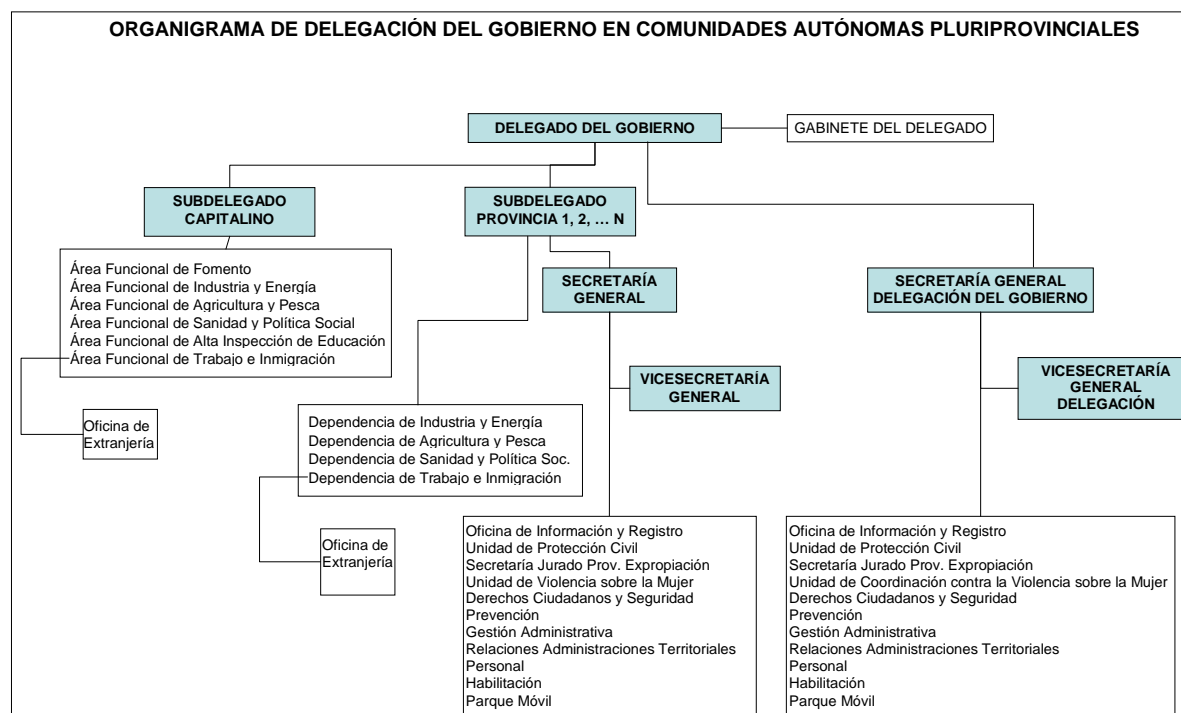 ORGANIGRAMA DE DELEGACIÓN DEL GOBIERNO EN COMUNIDADES AUTÓNOMAS PLURIPROVINCIALES
DELEGADO DEL GOBIERNO
GABINETE DEL DELEGADO
SUBDELEGADO
CAPITALINO
SUBDELEGADO
PROVINCIA 1, 2, … N
Área Funcional de Fomento
Área Funcional de Industria y Energía
Área Funcional de Agricultura y Pesca
Área Funcional de Sanidad y Política Social
Área Funcional de Alta Inspección de Educación
Área Funcional de Trabajo e Inmigración
SECRETARÍA
GENERAL
SECRETARÍA GENERAL
DELEGACIÓN DEL GOBIERNO
VICESECRETARÍA
GENERAL
VICESECRETARÍA
GENERAL
DELEGACIÓN
Oficina de
Extranjería
Dependencia de Industria y Energía
Dependencia de Agricultura y Pesca
Dependencia de Sanidad y Política Soc.
Dependencia de Trabajo e Inmigración
Oficina de
Extranjería
Oficina de Información y Registro
Unidad de Protección Civil
Secretaría Jurado Prov. Expropiación
Unidad de Violencia sobre la Mujer
Derechos Ciudadanos y Seguridad
Prevención
Gestión Administrativa
Relaciones Administraciones Territoriales
Personal
Habilitación
Parque Móvil
Oficina de Información y Registro
Unidad de Protección Civil
Secretaría Jurado Prov. Expropiación
Unidad de Coordinación contra la Violencia sobre la Mujer
Derechos Ciudadanos y Seguridad
Prevención
Gestión Administrativa
Relaciones Administraciones Territoriales
Personal
Habilitación
Parque Móvil